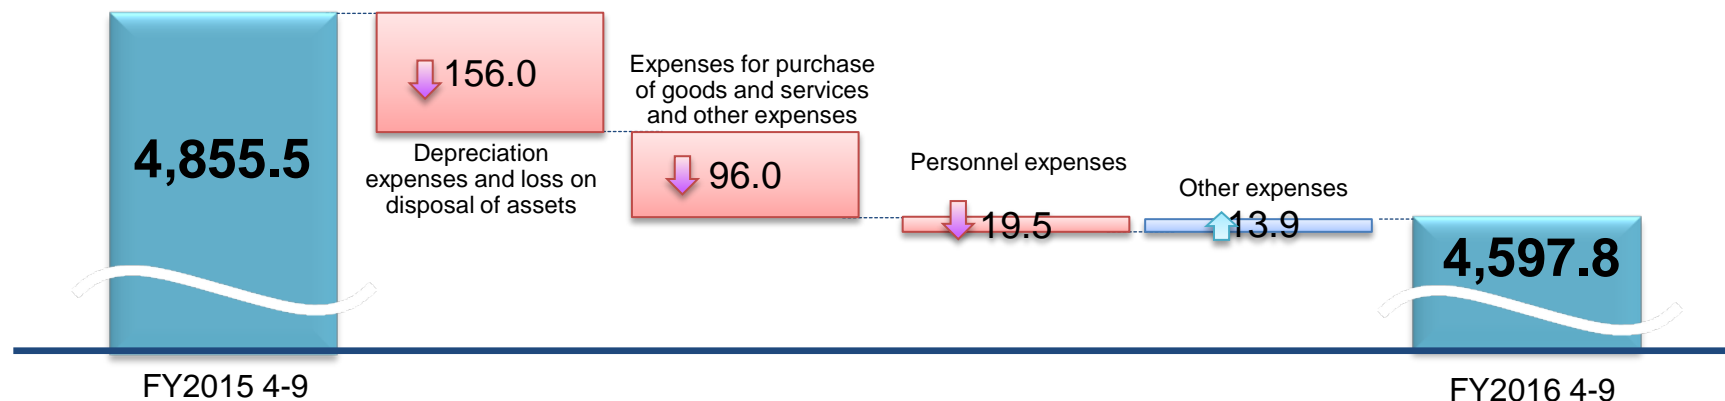 4,855.5
156.0
Depreciation
expenses and loss on
disposal of assets
Expenses for purchase
of goods and services
and other expenses
96.0
Personnel expenses
19.5
Other expenses
13.9
4,597.8
FY2015 4-9
FY2016 4-9